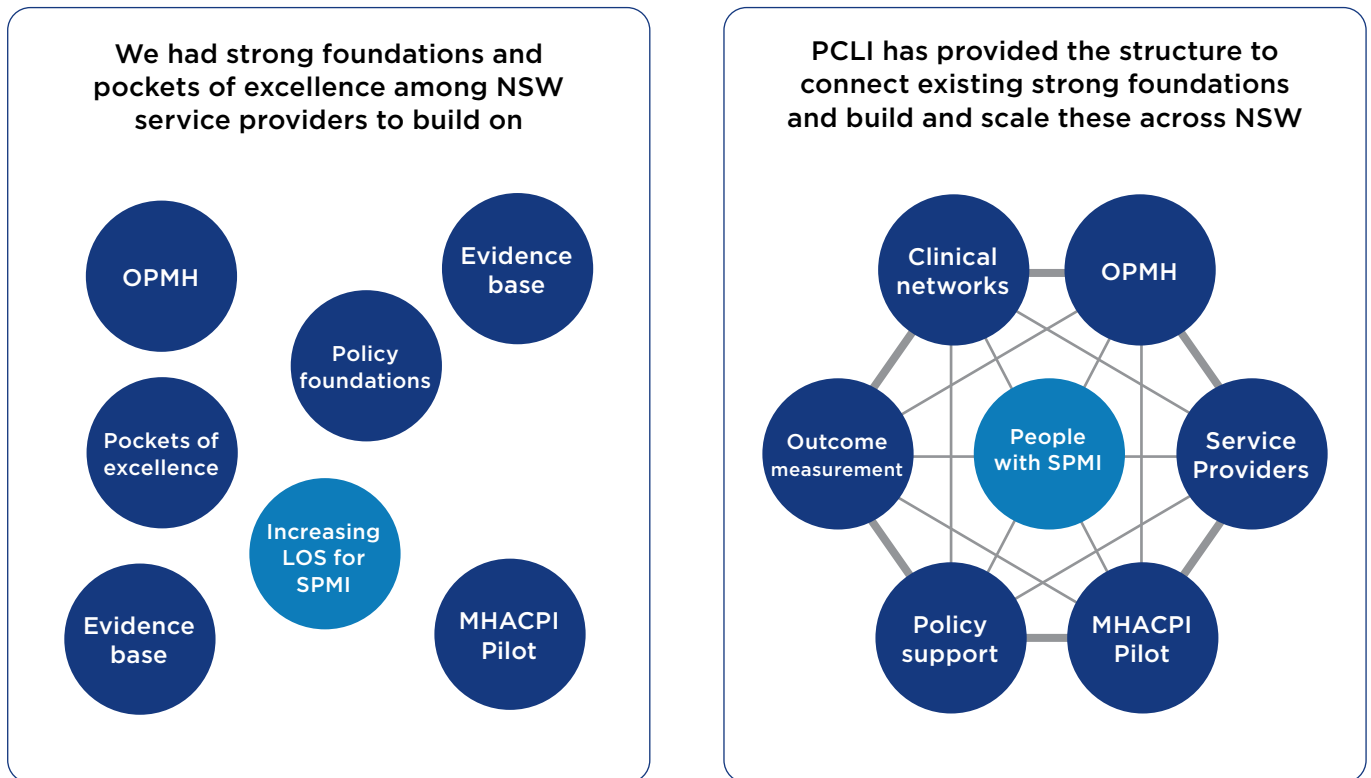 We had strong foundations and
pockets of excellence among NSW
service providers to build on
OPMH
Evidence
base
Policy
foundations
Pockets of
excellence
Increasing
LOS for
SPMI
Evidence
base
MHACPI
Pilot
PCLI has provided the structure to
connect existing strong foundations
and build and scale these across NSW
Clinical
networks
OPMH
Outcome
measurement
People
with SPMI
Service
Providers
Policy
support
MHACPI
Pilot